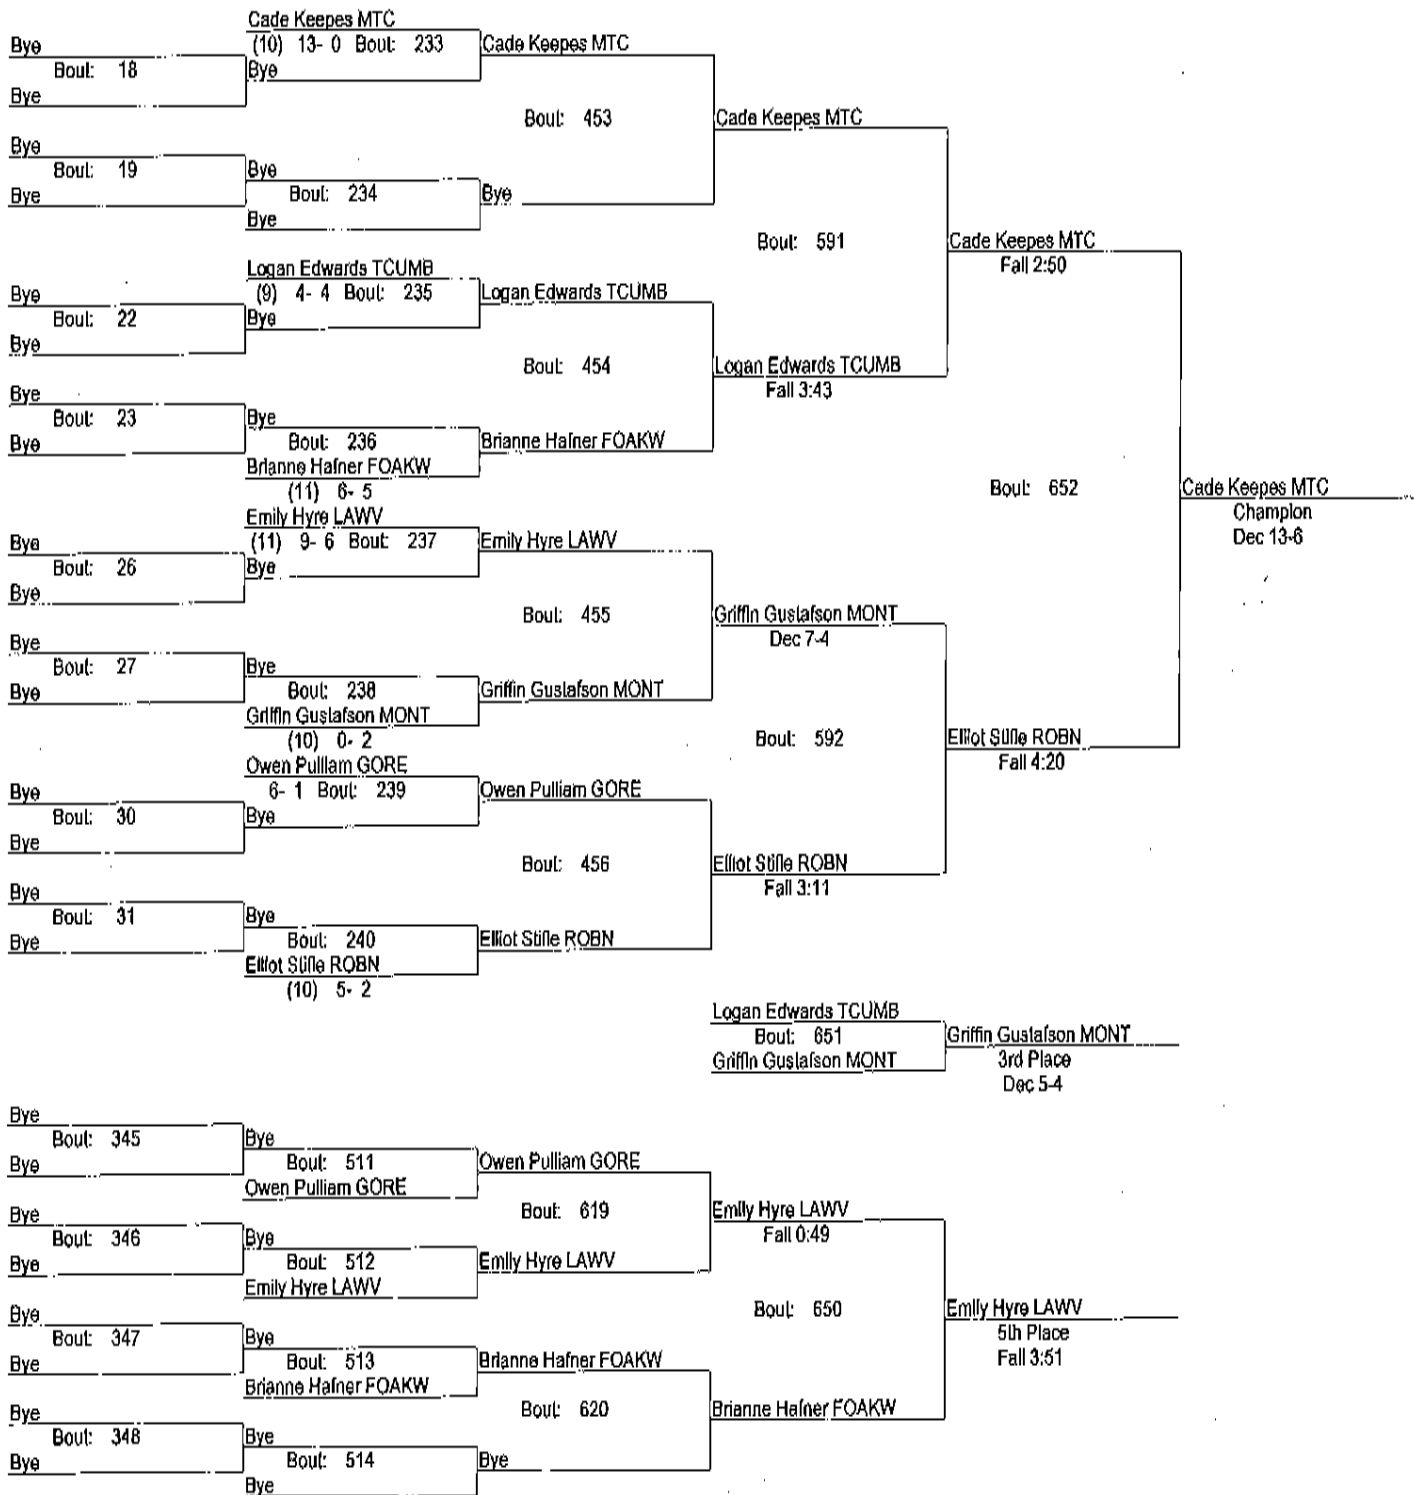 Cade Keepes MTC
Bye
(10) 13- 0 Bout: 233
Cade Keepes MTC
Bout: 18
Bye
Bye
Bout: 453
Cade Keepes MTC
Bye
Bout: 19
Bye
Bout: 234
Bye
Bye
Bye
Bout: 591
Cade Keepes MTC
Fall 2:50
Logan Edwards TCUMB
(9) 4- 4 Bout: 235
Logan Edwards TCUMB
Bye
Bout: 22
Bye
Bye
Bout: 454
Logan Edwards TCUMB
Fall 3:43
Bye
Bout: 23
Bye
Bye
Bout: 236
Brianne Hafner FOAKW
Brianne Hafner FOAKW
(11) 6- 5
Bout: 652
Cade Keepes MTC
Champion
Dec 13-6
Emily Hyre LAWV
(11) 9- 6 Bout: 237
Emily Hyre LAWV
Bye
Bout: 26
Bye
Bye
Bout: 455
Griffin Gustafson MONT
Dec 7-4
Bye
Bout: 27
Bye
Bye
Bout: 238
Griffin Gustafson MONT
Griffin Gustafson MONT
(10) 0- 2
Bout: 592
Elliot Stifle ROBN
Fall 4:20
Owen Pulliam GORE
6- 1 Bout: 239
Owen Pulliam GORE
Bye
Bout: 30
Bye
Bye
Bout: 456
Elliot Stifle ROBN
Fall 3:11
Bye
Bout: 31
Bye
Bye
Bout: 240
Elliot Stifle ROBN
Elliot Stifle ROBN
(10) 5- 2
Logan Edwards TCUMB
Bout: 651
Griffin Gustafson MONT
Griffin Gustafson MONT
3rd Place
Dec 5-4
Bye
Bout: 345
Bye
Bye
Bout: 511
Owen Pulliam GORE
Owen Pulliam GORE
Bout: 619
Emily Hyre LAWV
Fall 0:49
Bye
Bout: 346
Bye
Bye
Bout: 512
Emily Hyre LAWV
Emily Hyre LAWV
Bout: 650
Emily Hyre LAWV
5th Place
Fall 3:51
Bye
Bout: 347
Bye
Bye
Bout: 513
Brianne Hafner FOAKW
Brianne Hafner FOAKW
Bout: 620
Brianne Hafner FOAKW
Bye
Bout: 348
Bye
Bye
Bout: 514
Bye
Bye